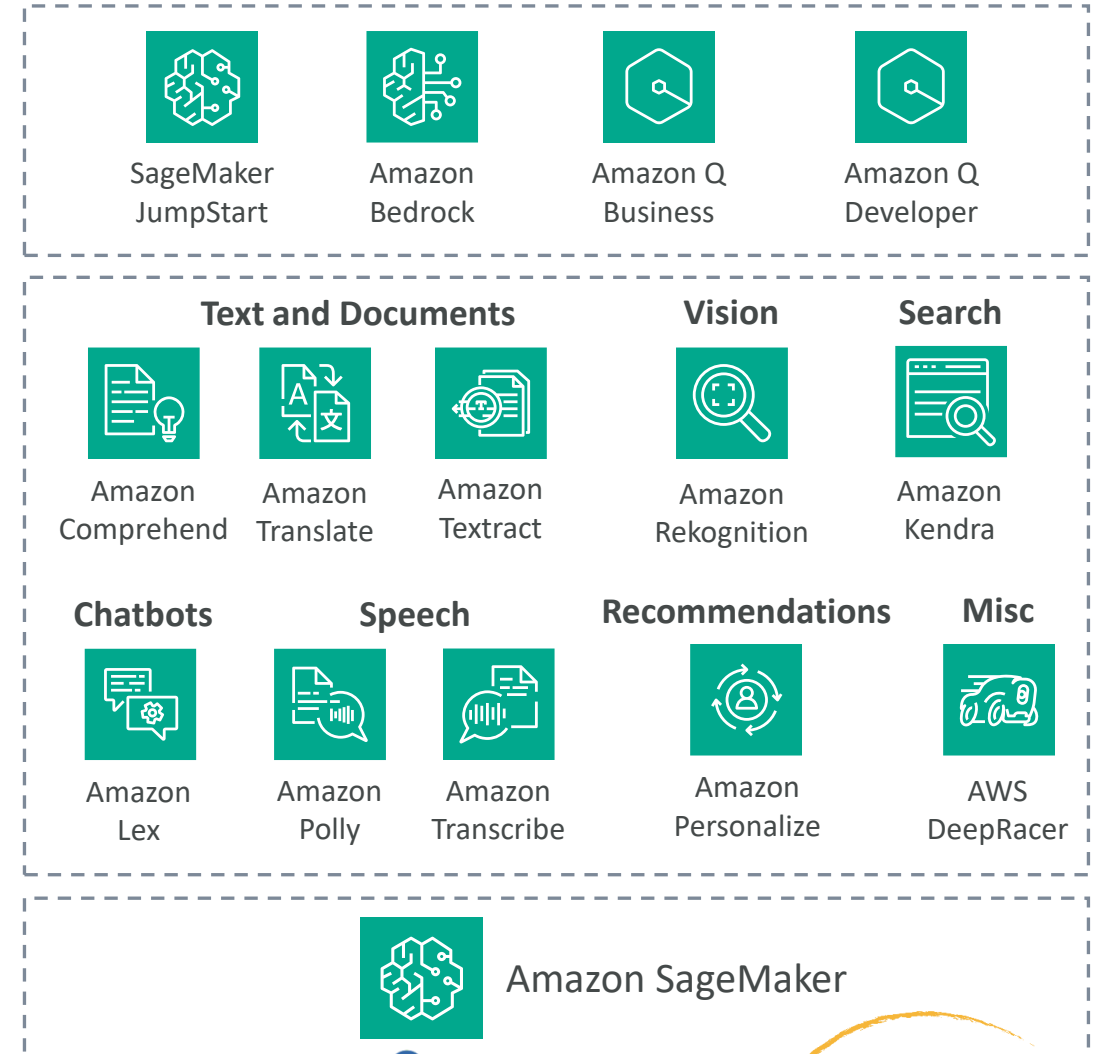 SageMaker
JumpStart
Amazon
Bedrock
Amazon Q
Business
Amazon Q
Developer
Text and Documents
Vision
Search
A
文
T
Amazon
Comprehend
Amazon
Translate
Amazon
Textract
Amazon
Rekognition
Amazon
Kendra
Chatbots
Speech
Recommendations
Misc
Amazon
Lex
Amazon
Polly
Amazon
Transcribe
Amazon
Personalize
AWS
DeepRacer
Amazon SageMaker